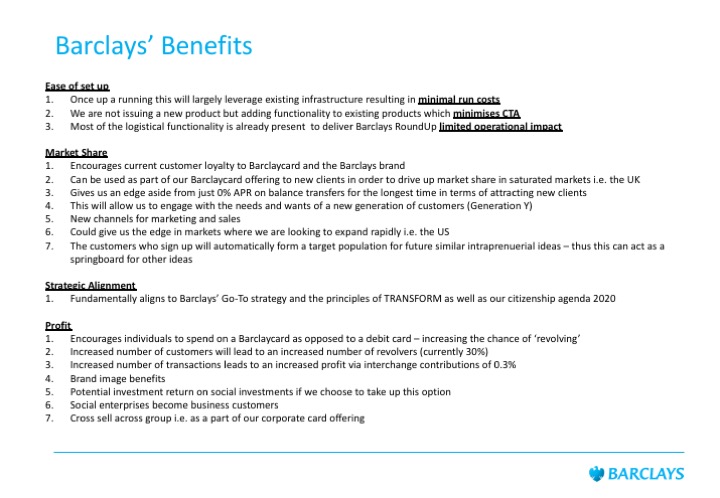 Barclays' Benefits
Ease of set up
1. Once up a running this will largely leverage existing infrastructure resulting in minimal run costs
2. We are not issuing a new product but adding functionality to existing products which minimises CTA
3. Most of the logistical functionality is already present to deliver Barclays RoundUp limited operational impact
Market Share
1. Encourages current customer loyalty to Barclaycard and the Barclays brand
2. Can be used as part of our Barclaycard offering to new clients in order to drive up market share in saturated markets i.e. the UK
3. Gives us an edge aside from just 0% APR on balance transfers for the longest time in terms of attracting new clients
4. This will allow us to engage with the needs and wants of a new generation of customers (Generation Y)
5. New channels for marketing and sales
6. Could give us the edge in markets where we are looking to expand rapidly i.e. the US
7. The customers who sign up will automatically form a target population for future similar intraprenuerial ideas – thus this can act as a
springboard for other ideas
Strategic Alignment
1. Fundamentally aligns to Barclays' Go-To strategy and the principles of TRANSFORM as well as our citizenship agenda 2020
Profit
1. Encourages individuals to spend on a Barclaycard as opposed to a debit card – increasing the chance of 'revolving'
2. Increased number of customers will lead to an increased number of revolvers (currently 30%)
3. Increased number of transactions leads to an increased profit via interchange contributions of 0.3%
4. Brand image benefits
5. Potential investment return on social investments if we choose to take up this option
6. Social enterprises become business customers
7. Cross sell across group i.e. as a part of our corporate card offering
BARCLAYS